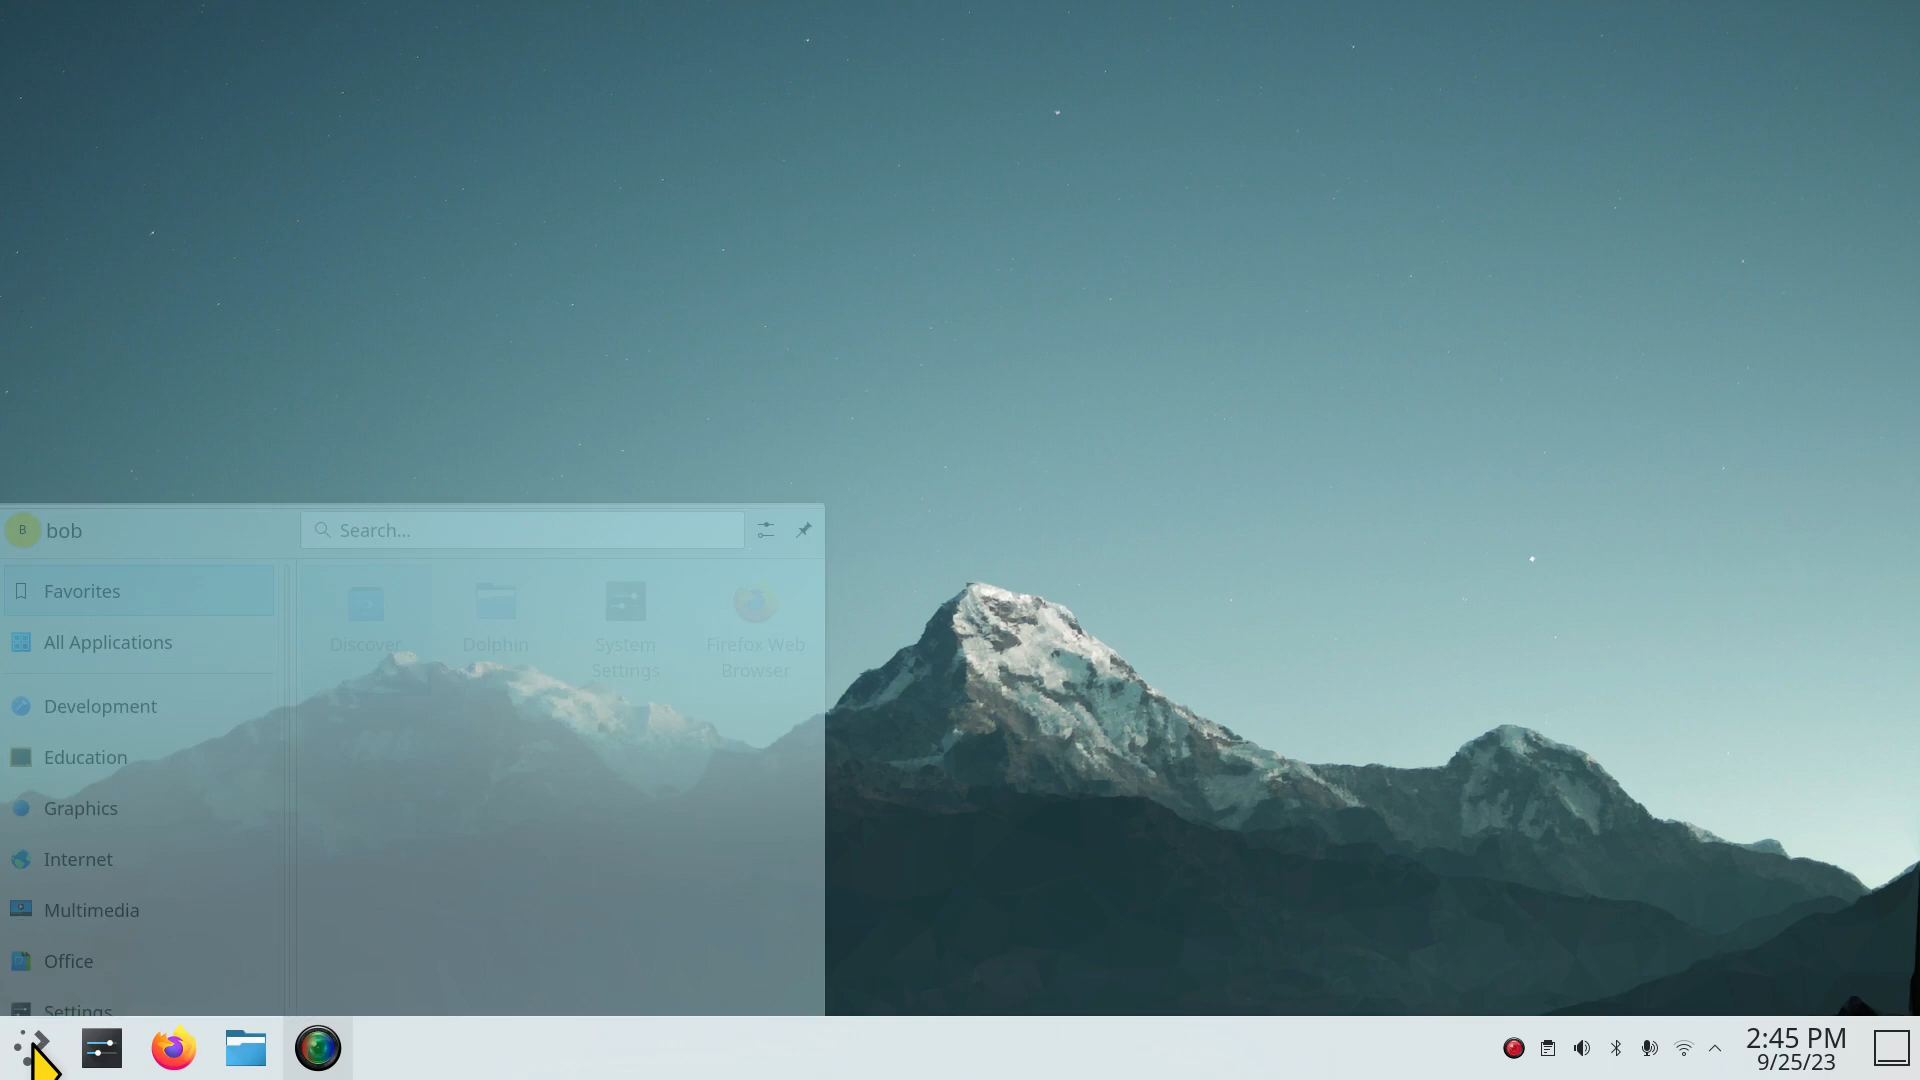 B
bob
Search...
Favorites
All Applications
Development
Education
Graphics
Internet
Multimedia
Office
Settings
Discover
Dolphin
System
Settings
Firefox Web
Browser
2:45 PM
9/25/23